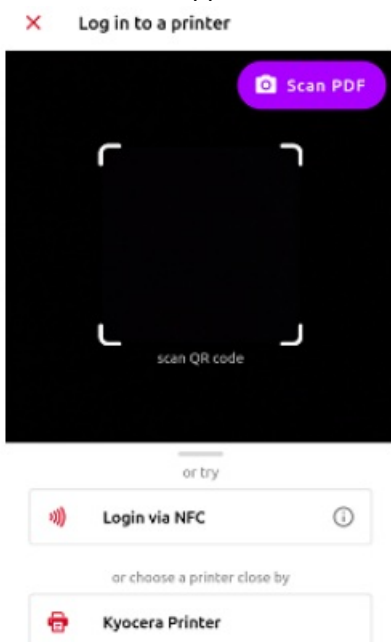 Log in to a printer
Scan PDF
scan QR code
or try
Login via NFC
or choose a printer close by
Kyocera Printer